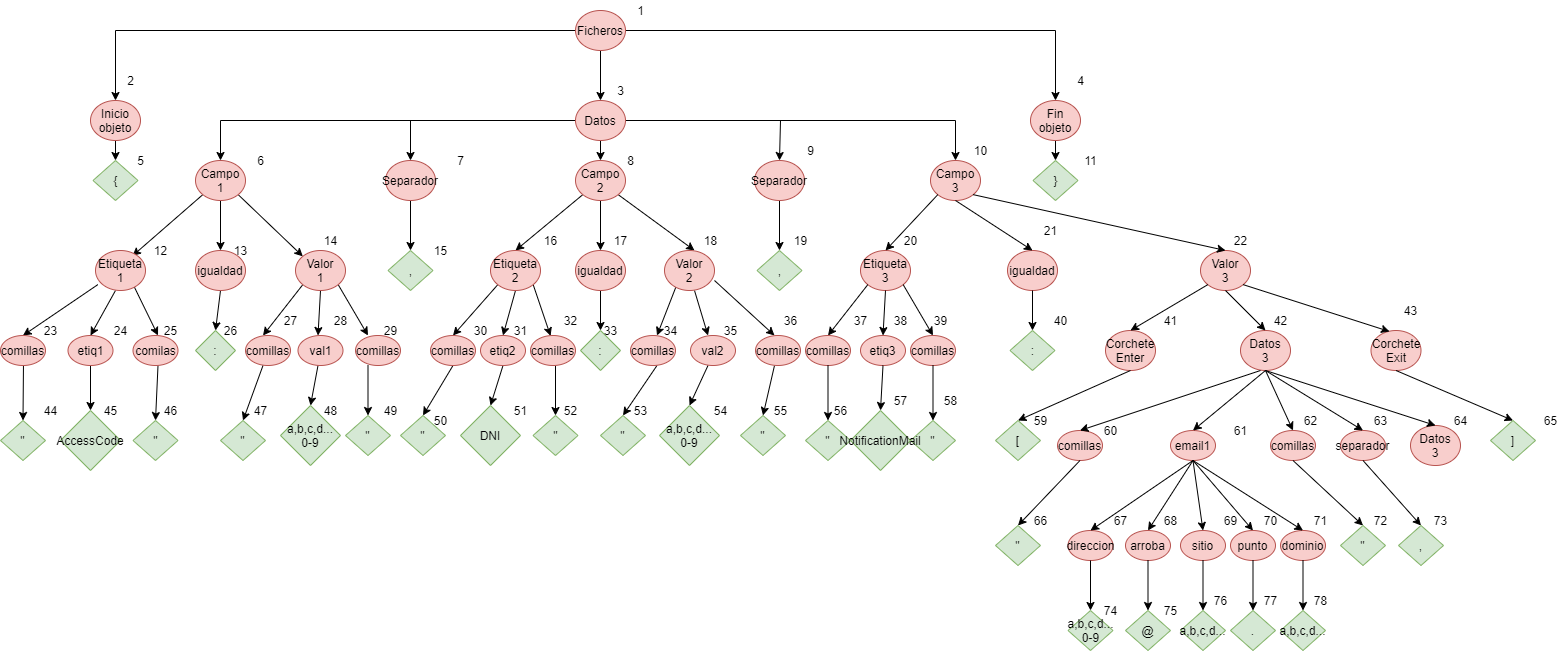 1
Ficheros
2
3
4
Inicio
objeto
Datos
Fin
objeto
5
{
6
Campo
1
7
Separador
8
Campo
2
9
Separador
10
Campo
3
11
}
12
Etiqueta
1
13
igualdad
14
Valor
1
15
,
16
Etiqueta
2
17
igualdad
18
Valor
2
19
,
20
Etiqueta
3
21
igualdad
22
Valor
3
23
comillas
24
etiq1
25
comilas
26
:
27
comillas
28
val1
29
comillas
30
comillas
31
etiq2
32
comillas
33
:
34
comillas
35
val2
36
comillas
37
comillas
38
etiq3
39
comillas
40
:
41
Corchete
Enter
42
Datos
3
43
Corchete
Exit
44
"
45
AccessCode
46
"
47
"
48
a,b,c,d...
0-9
49
"
50
"
51
DNI
52
"
53
"
54
a,b,c,d...
0-9
55
"
56
"
57
NotificationMail
58
"
59
[
60
comillas
61
email1
62
comillas
63
separador
64
Datos
3
65
]
66
"
67
direccion
68
arroba
69
sitio
70
punto
71
dominio
72
"
73
,
74
a,b,c,d...
0-9
75
@
76
a,b,c,d...
77
.
78
a,b,c,d...